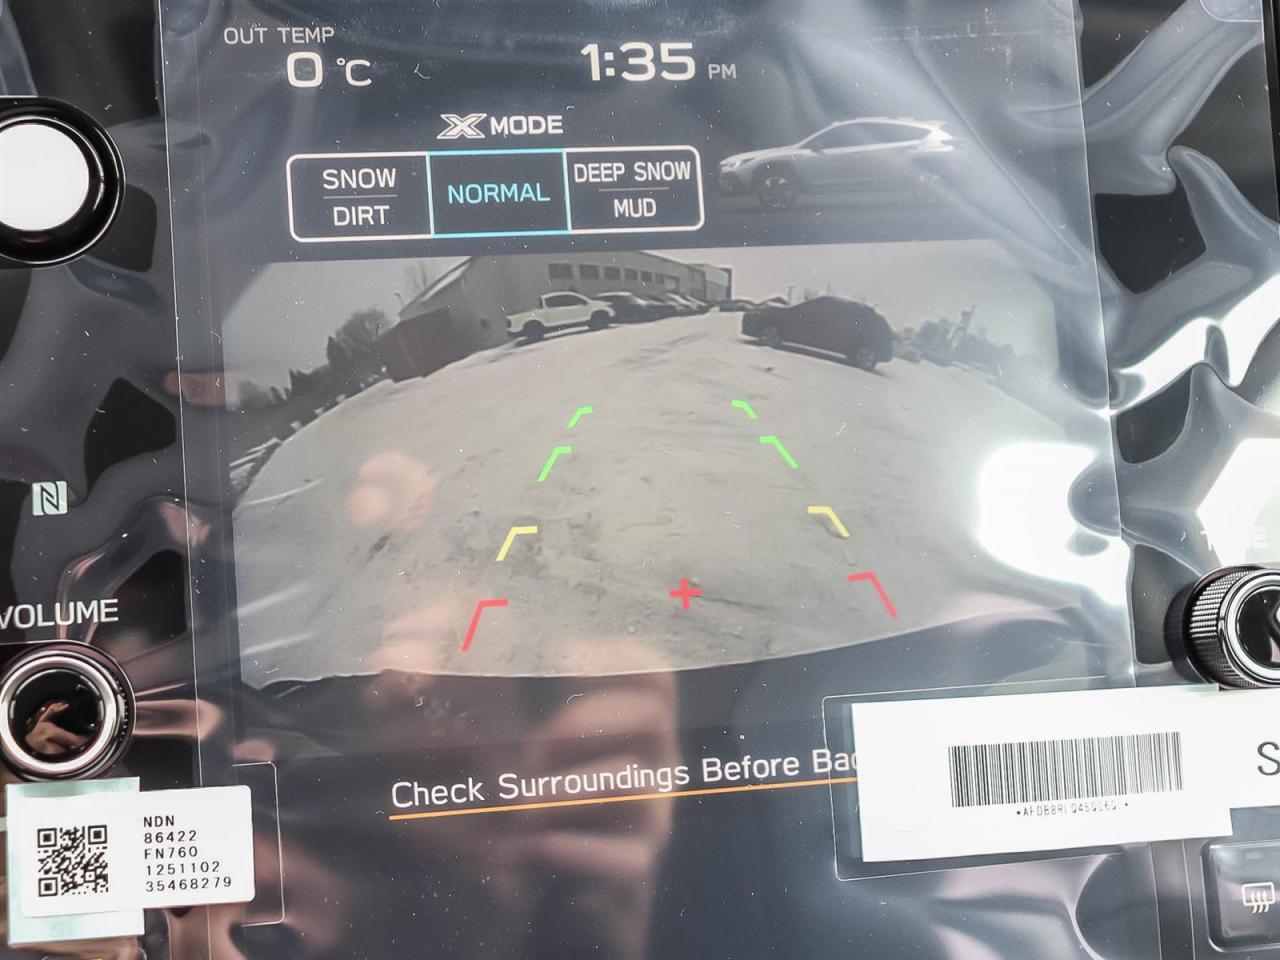 OUT TEMP
0 °C
1:35 PM
X MODE
SNOW
DIRT
NORMAL
DEEP SNOW
MUD
N
VOLUME
Check Surroundings Before Bac
NDN
86422
FN760
1251102
35468279
S